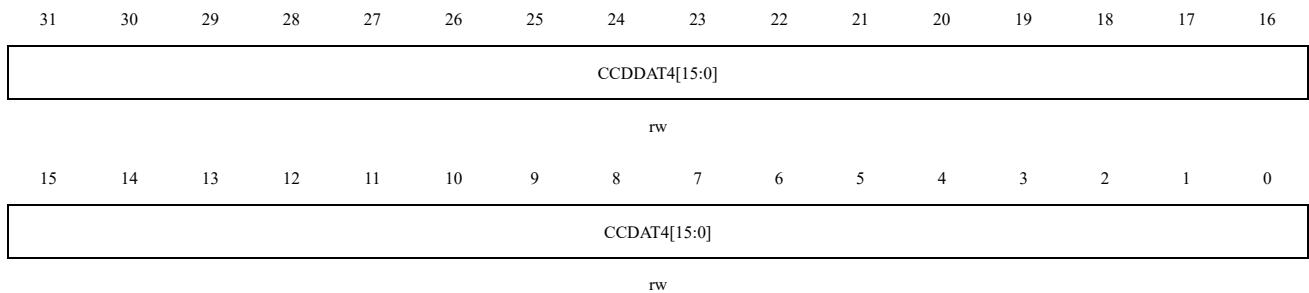 31 30 29 28 27 26 25 24 23 22 21 20 19 18 17 16
CCDDAT4[15:0]
rw
15 14 13 12 11 10 9 8 7 6 5 4 3 2 1 0
CCDAT4[15:0]
rw